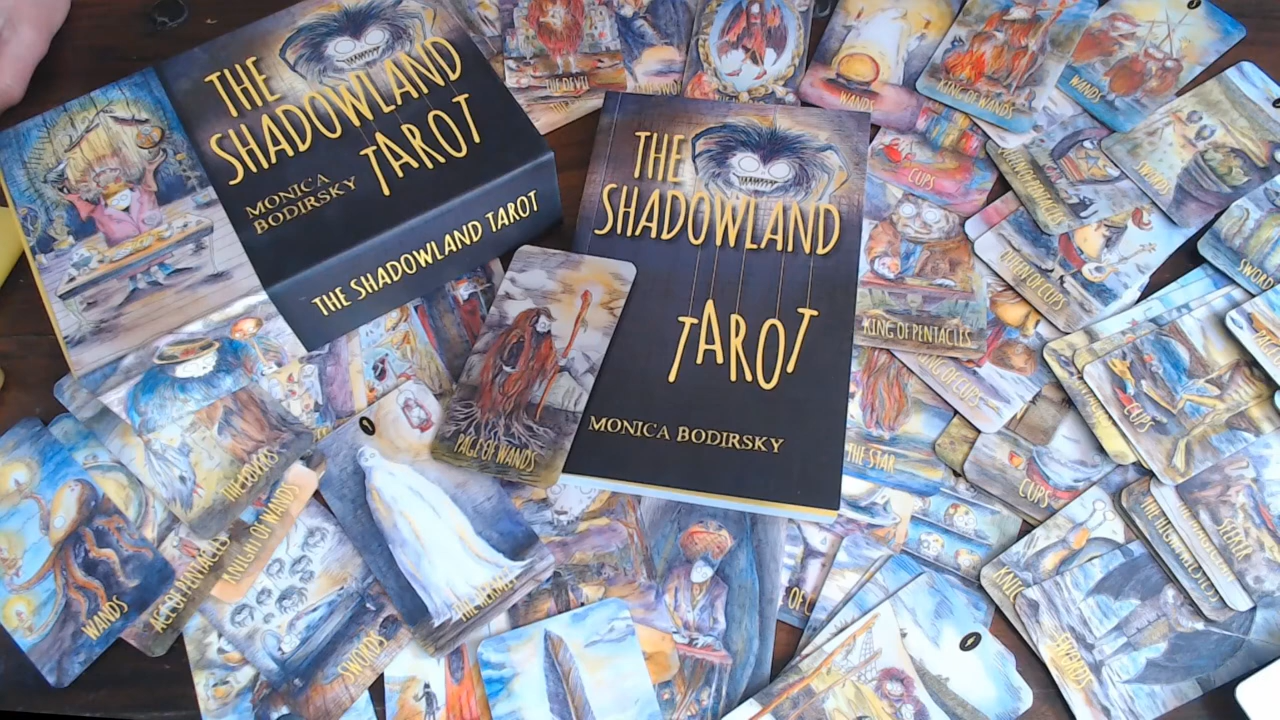 THE
SHADOWLAND
TAROT
MONICA
BODIRSKY
THE SHADOWLAND TAROT
THE
SHADOWLAND
TAROT
MONICA BODIRSKY
THE DEVIL
WANDS
KING OF WANDS
WANDS
CUPS
SWORDS
QUEEN OF CUPS
KING OF PENTACLES
KING OF CUPS
CUPS
THE STAR
CUPS
PAGE OF WANDS
THE LOVERS
KNIGHT OF WANDS
ACE OF PENTACLES
WANDS
SWORDS
THE HERMIT
SEEKER
SWORDS